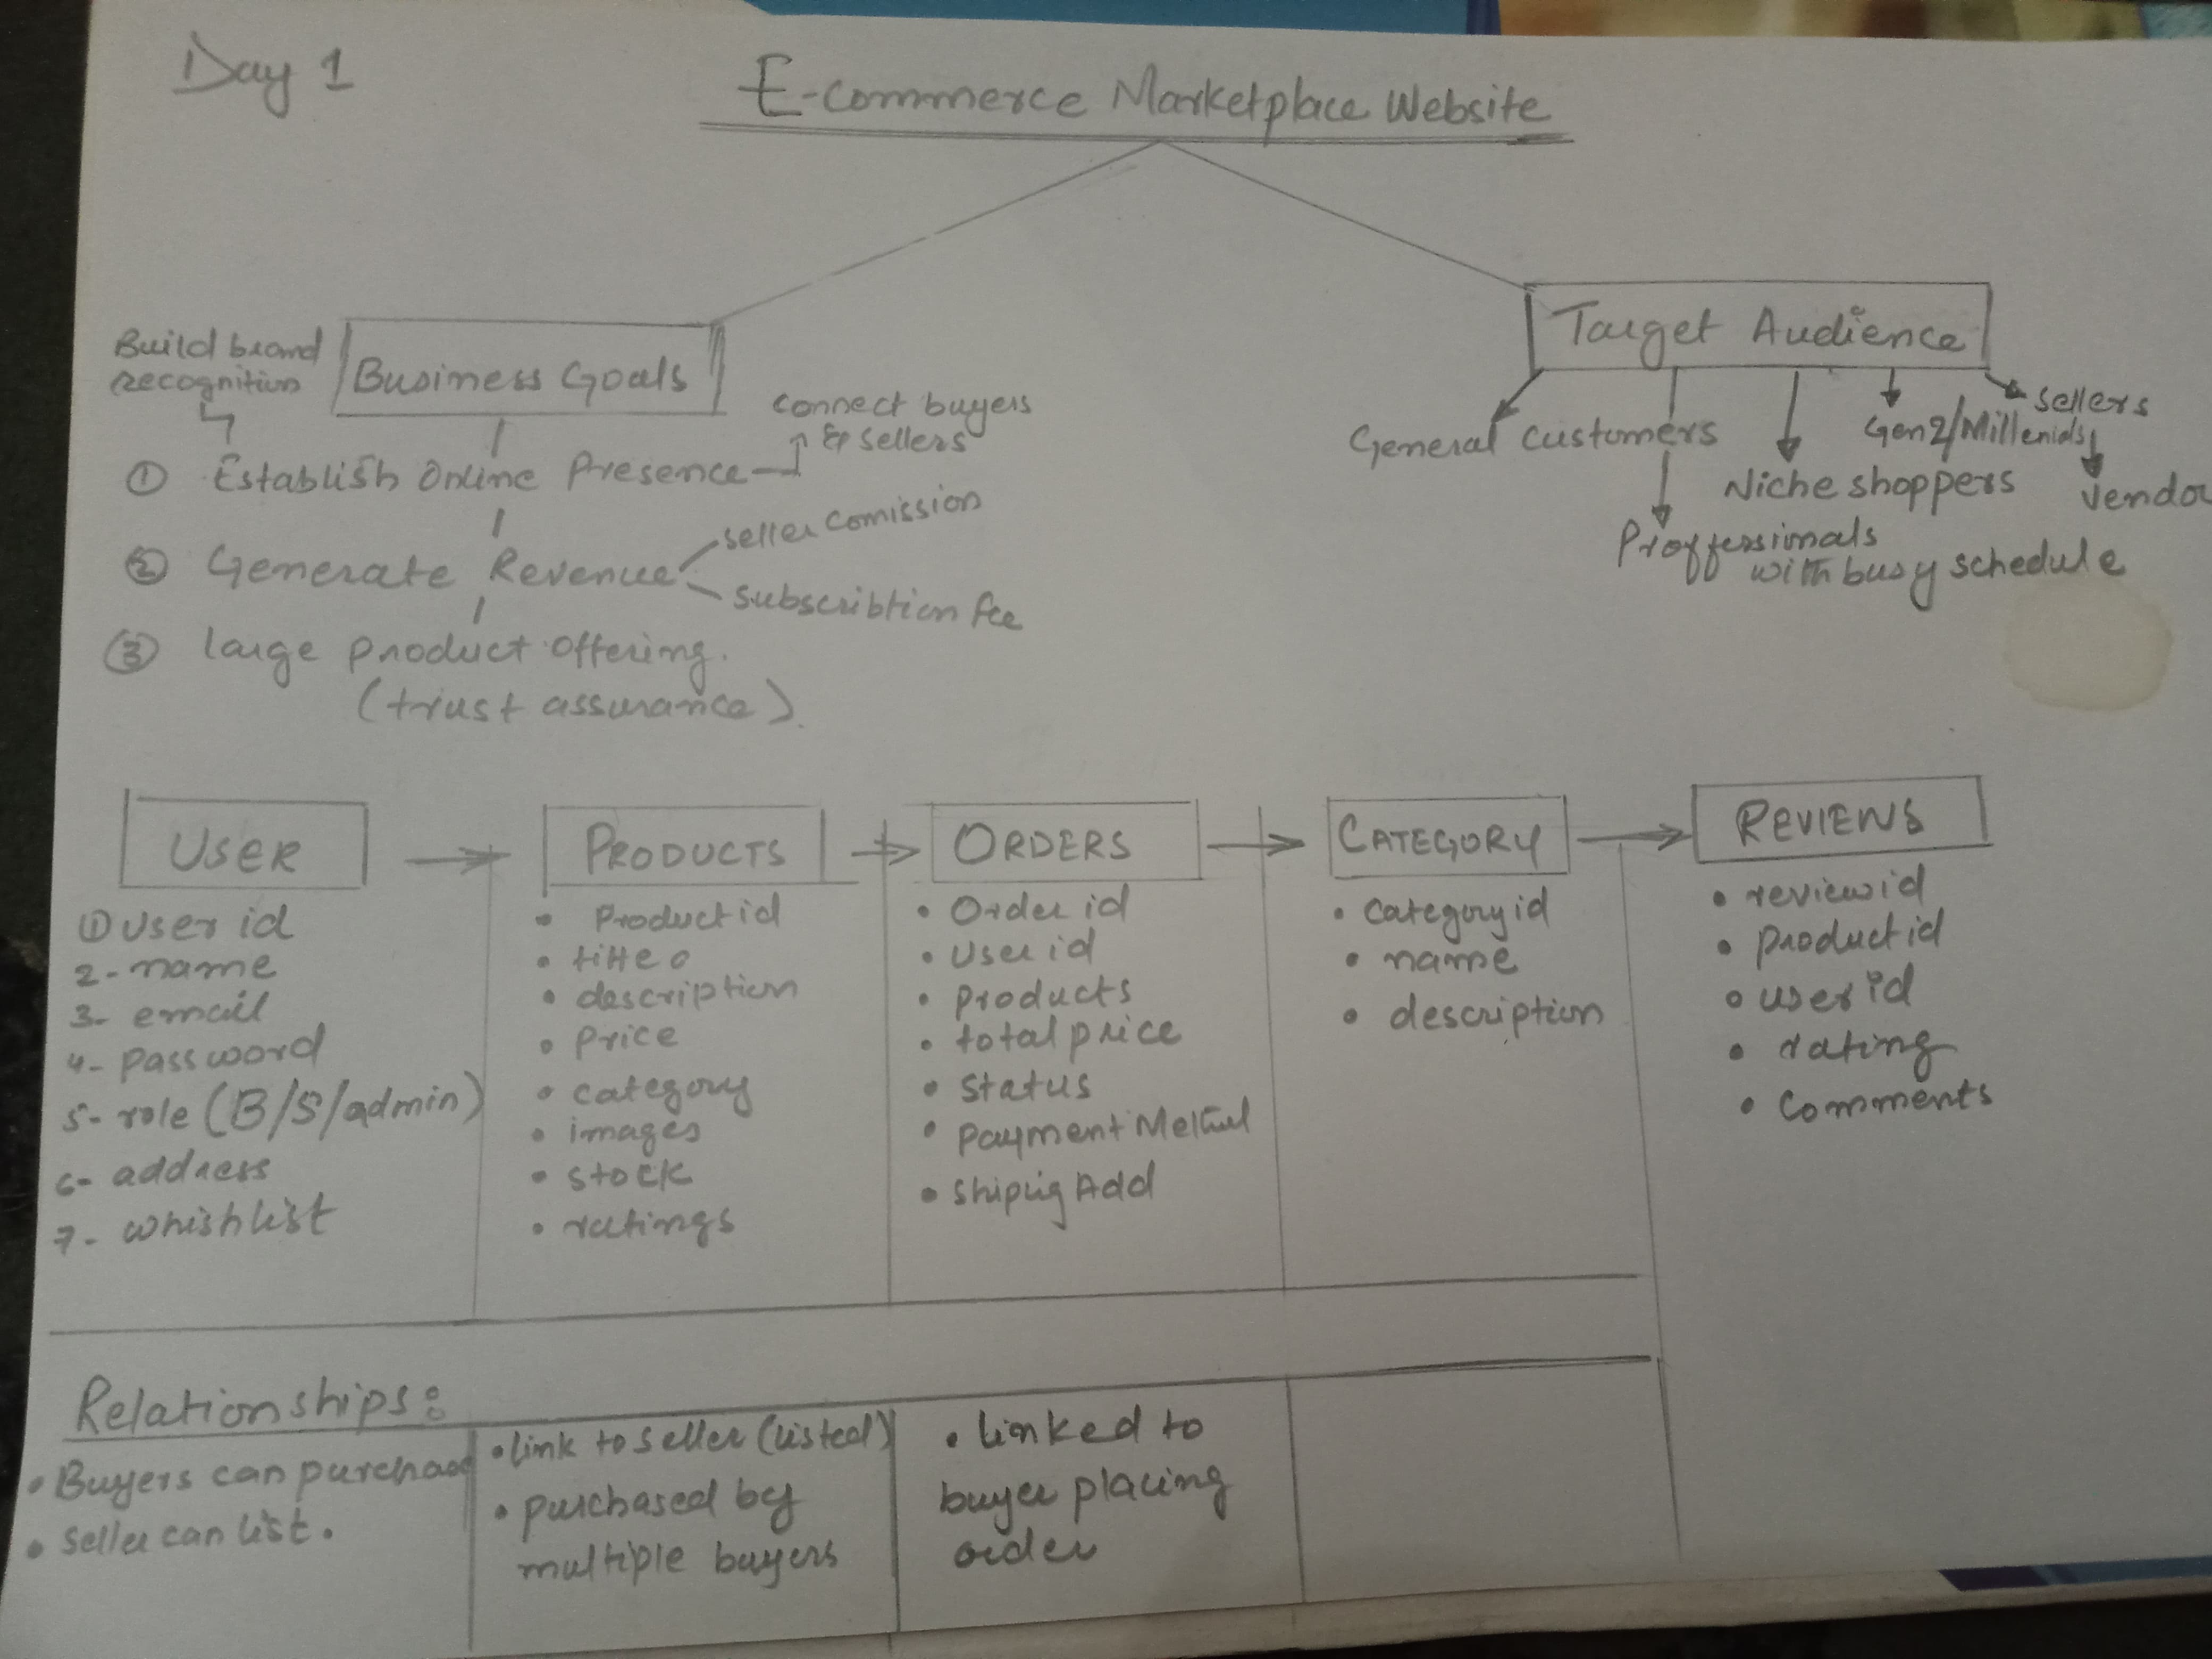 Day 1
E-commerce Marketplace Website
Build brand
recognition
Business Goals
connect buyers
& sellers
① Establish Online Presence
② Generate Revenue
seller comission
subscribtion fee
③ large product offering.
(trust assurance).
Target Audience
General customers
Proffessionals
with busy schedule
Niche shoppers
GenZ/Millenids
sellers
vendor
USER
① user id
2- name
3- email
4- password
5- role (B/S/admin)
6- address
7- whishlist
PRODUCTS
• Product id
• title
• description
• Price
• category
• images
• stock
• ratings
ORDERS
• Order id
• User id
• products
• total price
• status
• payment Method
• Shipig Add
CATEGORY
• category id
• name
• description
REVIEWS
• review id
• product id
• user id
• rating
• Comments
Relationships:
• Buyers can purchase
• seller can list.
• link to seller (listed)
• purchased by
multiple buyers
• linked to
buyer placing
order